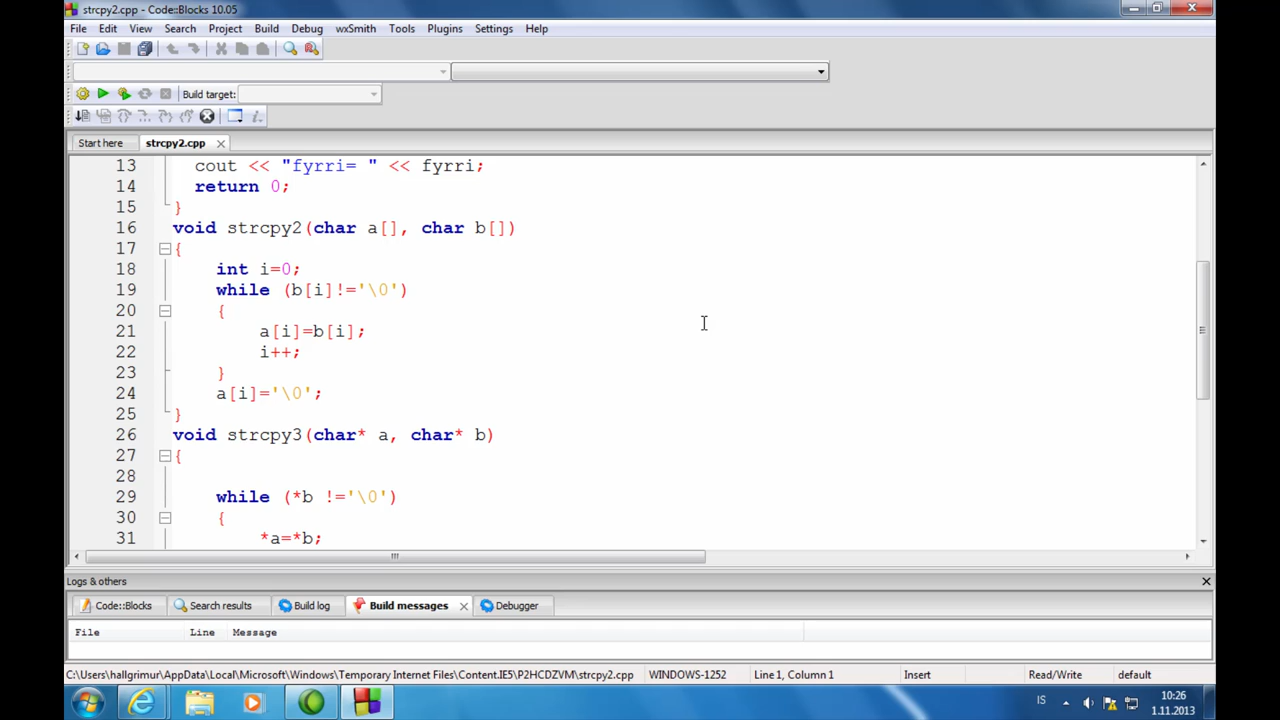 strcpy2.cpp - Code::Blocks 10.05
File Edit View Search Project Build Debug wxSmith Tools Plugins Settings Help
Build target:
Start here strcpy2.cpp
13 cout << "fyrri= " << fyrri;
14 return 0;
15 }
16 void strcpy2(char a[], char b[])
17 {
18 int i=0;
19 while (b[i]!='\0')
20 {
21 a[i]=b[i];
22 i++;
23 }
24 a[i]='\0';
25 }
26 void strcpy3(char* a, char* b)
27 {
28
29 while (*b !='\0')
30 {
31 *a=*b;
Logs & others
Code::Blocks Search results Build log Build messages Debugger
File Line Message
C:\Users\hallgrimur\AppData\Local\Microsoft\Windows\Temporary Internet Files\Content.IE5\P2HCDZVM\strcpy2.cpp WINDOWS-1252 Line 1, Column 1 Insert Read/Write default
IS 10:26
1.11.2013